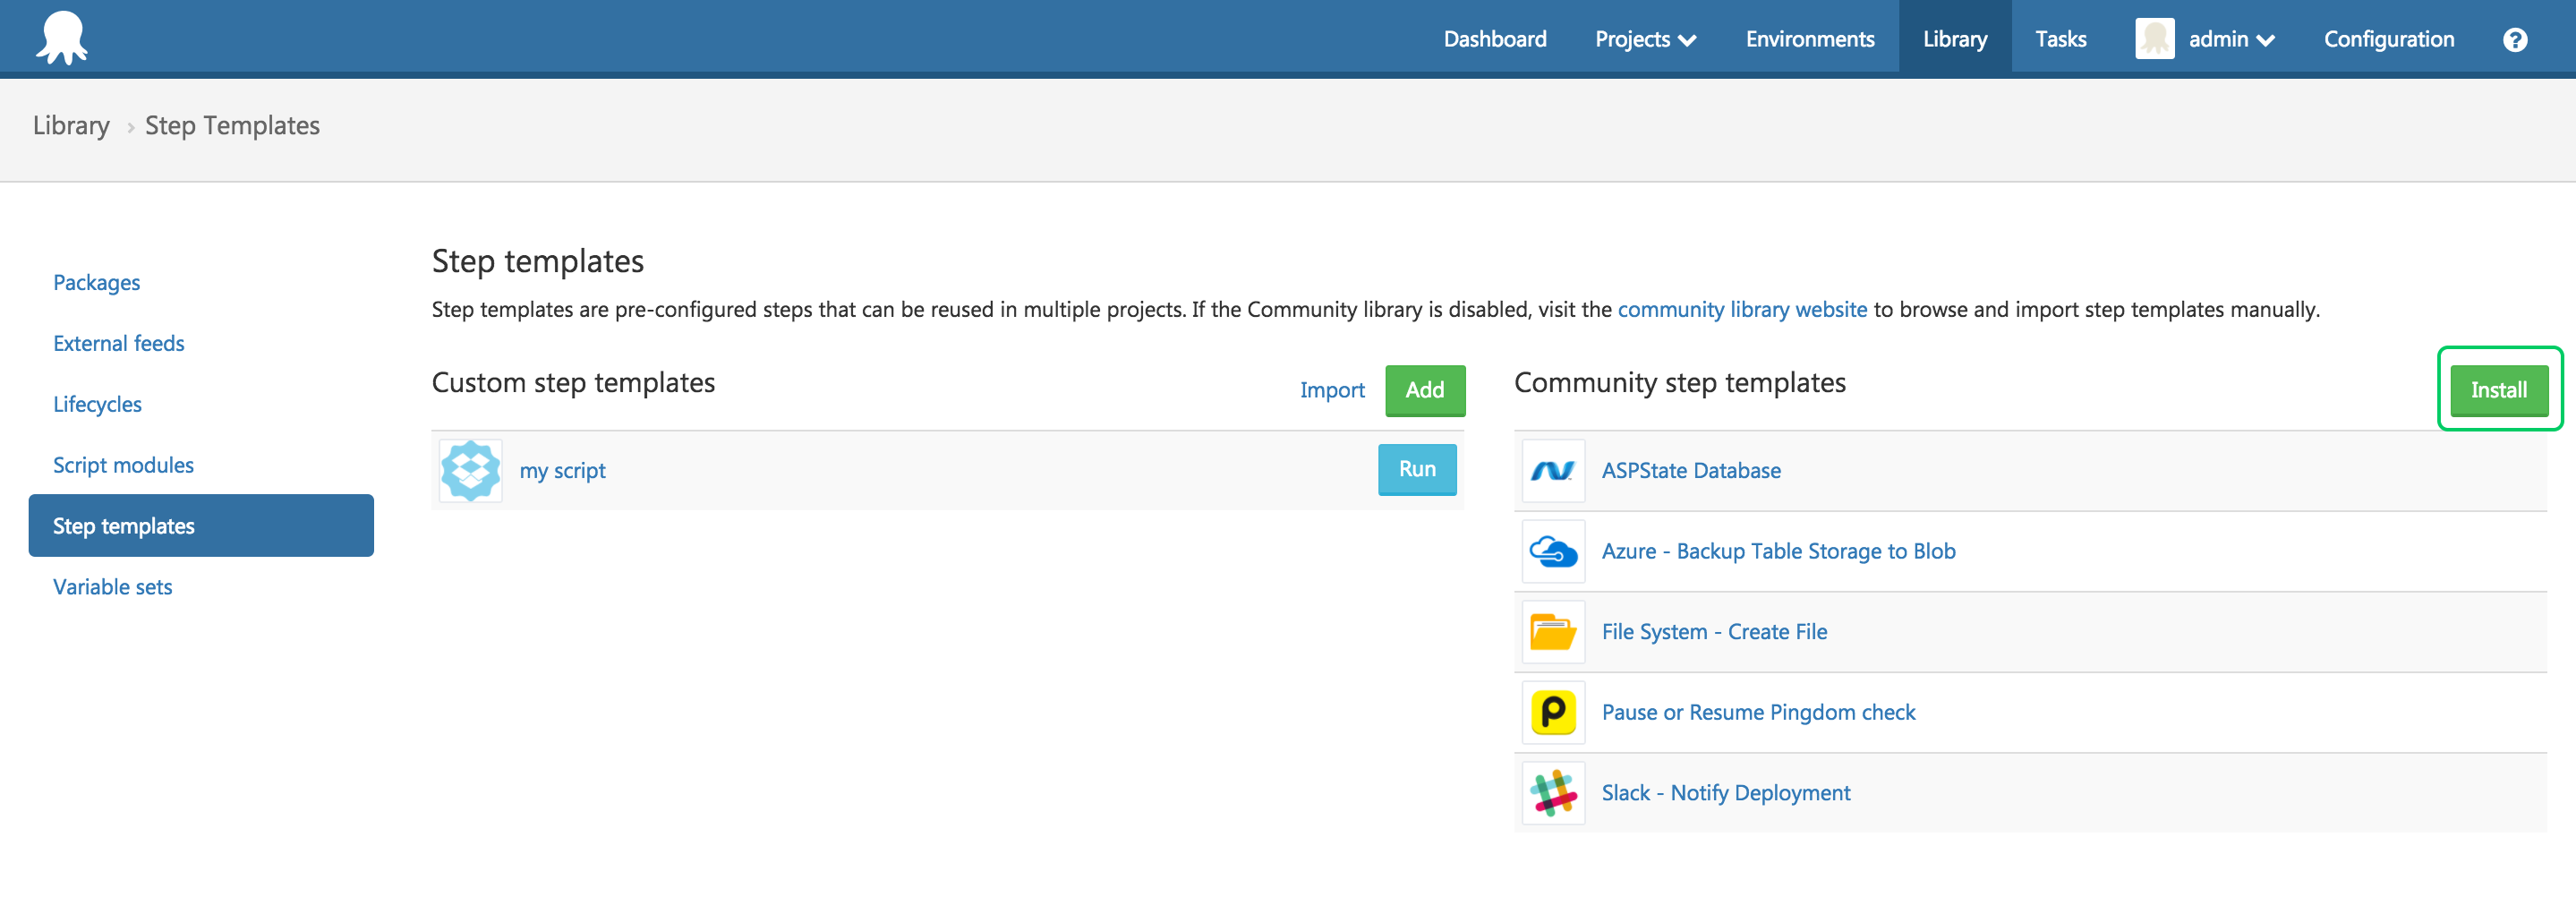 Dashboard Projects Environments Library Tasks admin Configuration ?
Library › Step Templates
Packages
External feeds
Lifecycles
Script modules
Step templates
Variable sets
Step templates
Step templates are pre-configured steps that can be reused in multiple projects. If the Community library is disabled, visit the community library website to browse and import step templates manually.
Custom step templates Import Add
my script Run
Community step templates Install
ASPState Database
Azure - Backup Table Storage to Blob
File System - Create File
Pause or Resume Pingdom check
Slack - Notify Deployment